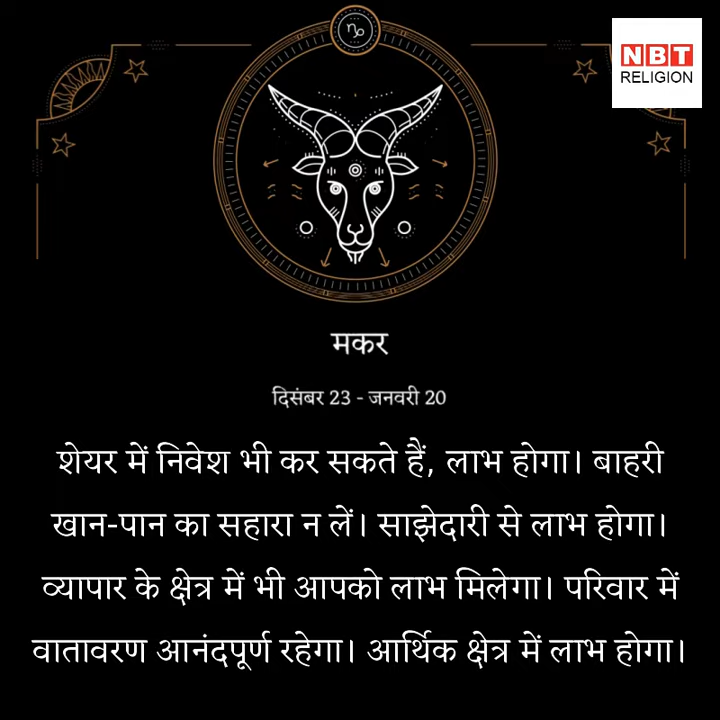 NBT
RELIGION
मकर
दिसंबर 23 - जनवरी 20
शेयर में निवेश भी कर सकते हैं, लाभ होगा। बाहरी
खान-पान का सहारा न लें। साझेदारी से लाभ होगा।
व्यापार के क्षेत्र में भी आपको लाभ मिलेगा। परिवार में
वातावरण आनंदपूर्ण रहेगा। आर्थिक क्षेत्र में लाभ होगा।